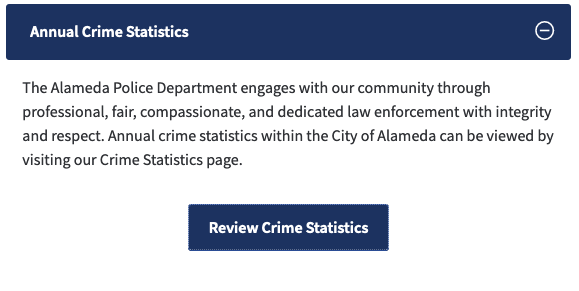 Annual Crime Statistics
The Alameda Police Department engages with our community through
professional, fair, compassionate, and dedicated law enforcement with integrity
and respect. Annual crime statistics within the City of Alameda can be viewed by
visiting our Crime Statistics page.
Review Crime Statistics